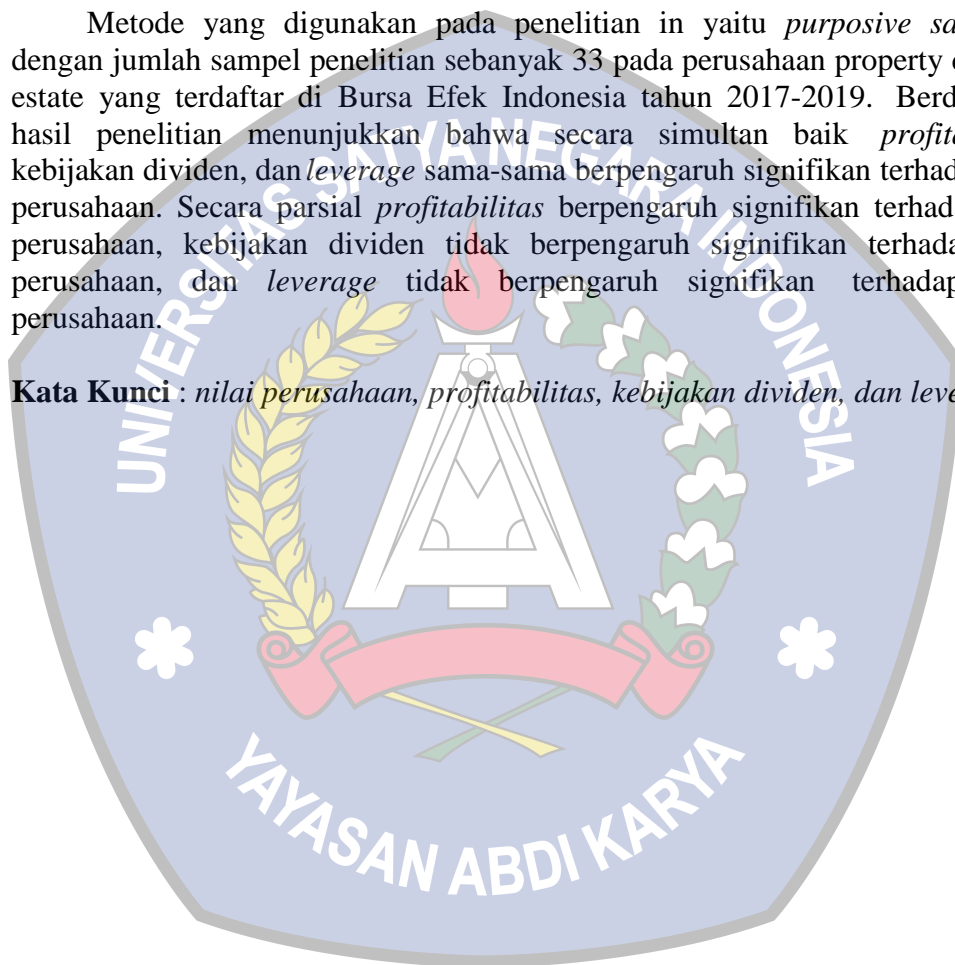 Metode yang digunakan pada penelitian in yaitu purposive sa
dengan jumlah sampel penelitian sebanyak 33 pada perusahaan property
estate yang terdaftar di Bursa Efek Indonesia tahun 2017-2019. Berd
hasil penelitian menunjukkan bahwa secara simultan baik profita
kebijakan dividen, dan leverage sama-sama berpengaruh signifikan terhad
perusahaan. Secara parsial profitabilitas berpengaruh signifikan terhad
perusahaan, kebijakan dividen tidak berpengaruh siginifikan terhada
perusahaan, dan leverage tidak berpengaruh signifikan terhadap
perusahaan.
Kata Kunci : nilai perusahaan, profitabilitas, kebijakan dividen, dan leve
UNIVERSITAS SATYA NEGARA INDONESIA
YAYASAN ABDI KARYA